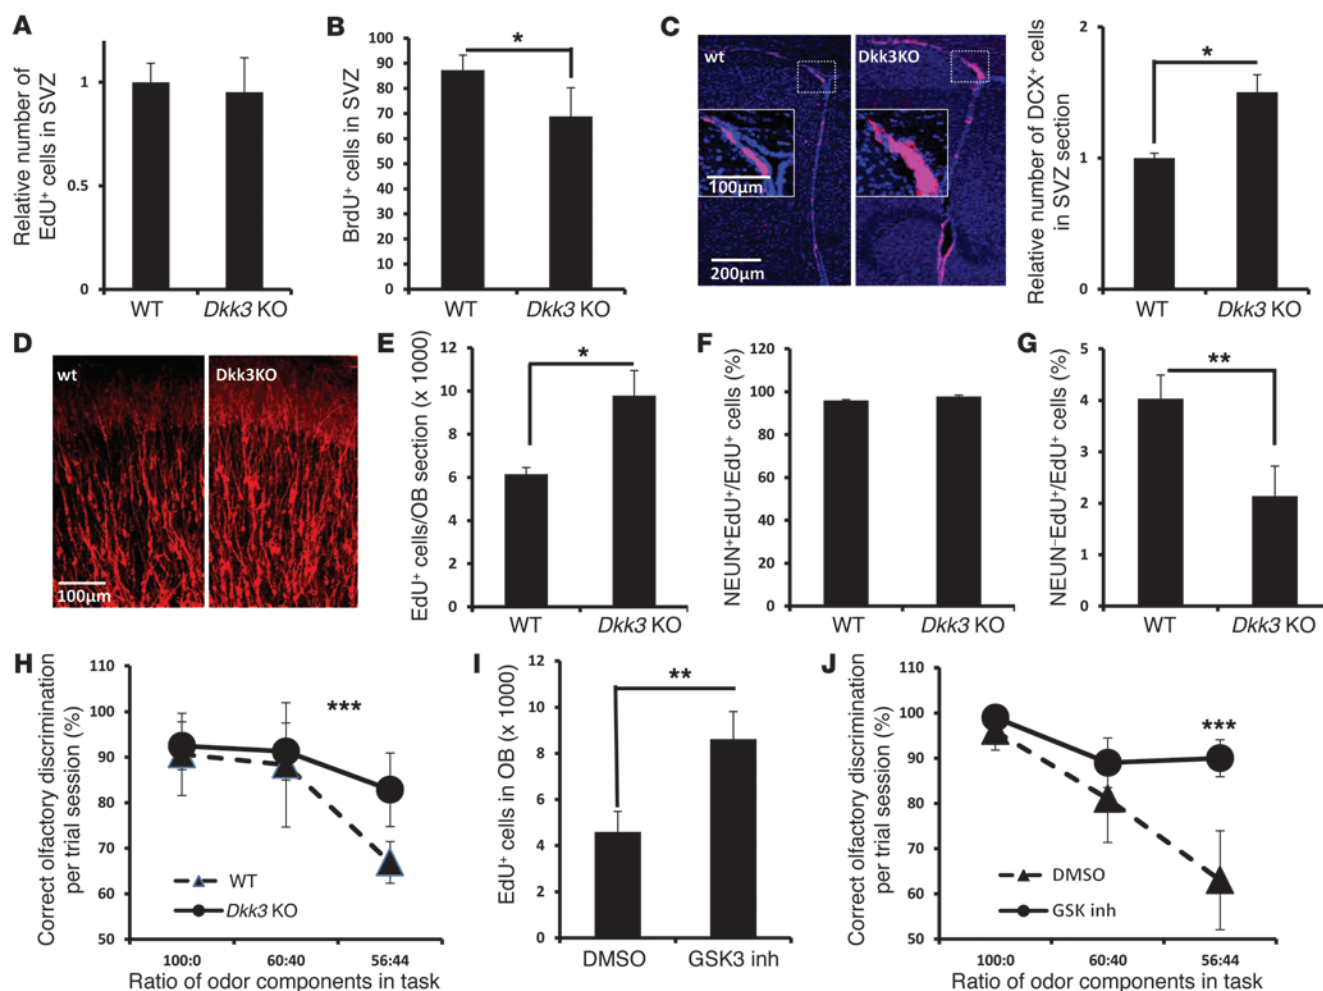 A
Relative number of
EdU⁺ cells in SVZ
1
0.5
0
WT
Dkk3 KO
B
BrdU⁺ cells in SVZ
100
90
80
70
60
50
40
30
20
10
0
*
WT
Dkk3 KO
C
wt
100µm
200µm
Dkk3KO
Relative number of DCX⁺ cells
in SVZ section
2
1
0
*
WT
Dkk3 KO
D
wt
100µm
Dkk3KO
E
EdU⁺ cells/OB section (x 1000)
12
10
8
6
4
2
0
*
WT
Dkk3 KO
F
NEUN⁺EdU⁺/EdU⁺ cells (%)
120
100
80
60
40
20
0
WT
Dkk3 KO
G
NEUN⁻EdU⁺/EdU⁺ cells (%)
5
4
3
2
1
0
**
WT
Dkk3 KO
H
Correct olfactory discrimination
per trial session (%)
110
100
90
80
70
60
50
***
WT
Dkk3 KO
100:0
60:40
56:44
Ratio of odor components in task
I
EdU⁺ cells in OB (x 1000)
12
10
8
6
4
2
0
**
DMSO
GSK3 inh
J
Correct olfactory discrimination
per trial session (%)
110
100
90
80
70
60
50
***
DMSO
GSK inh
100:0
60:40
56:44
Ratio of odor components in task